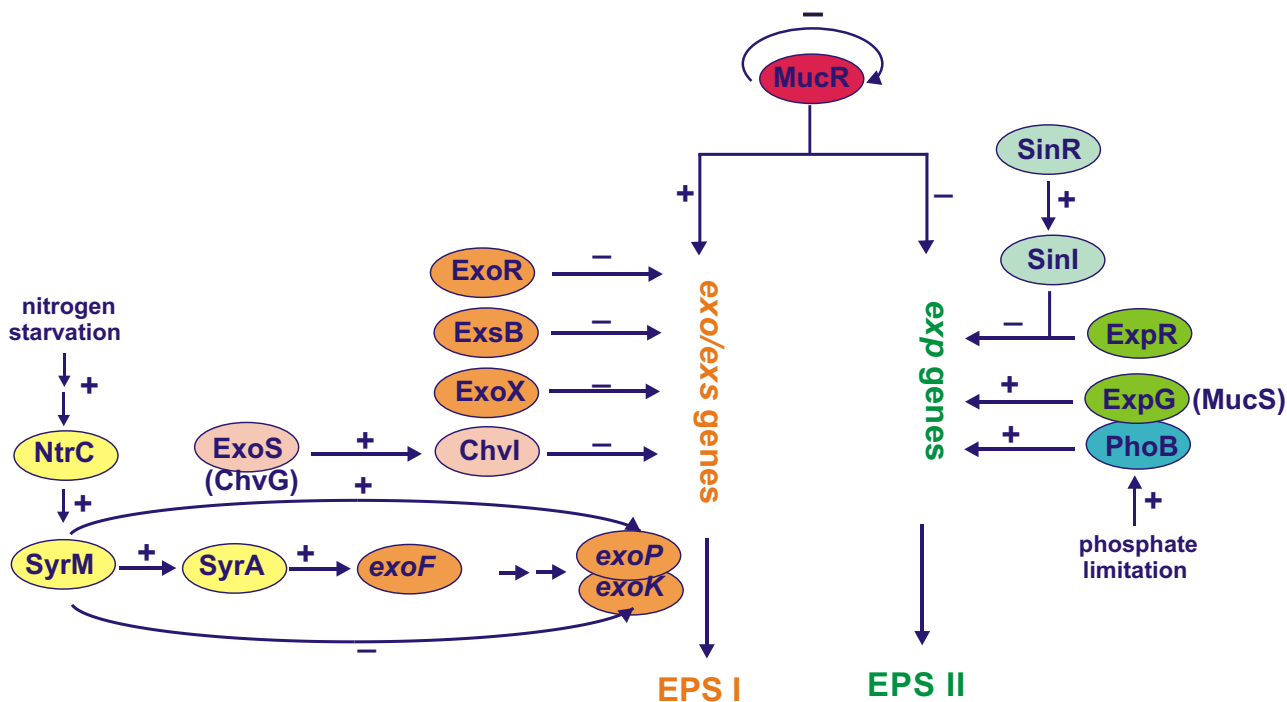 –
MucR
SinR
+
+
–
SinI
ExoR
–
nitrogen
starvation
ExsB
–
–
ExpR
+
ExoX
–
+
ExpG
(MucS)
NtrC
ExoS
(ChvG)
+
ChvI
–
+
PhoB
exo/exs genes
exp genes
+
+
+
phosphate
limitation
SyrM
+
SyrA
+
exoF
exoP
exoK
–
EPS I
EPS II